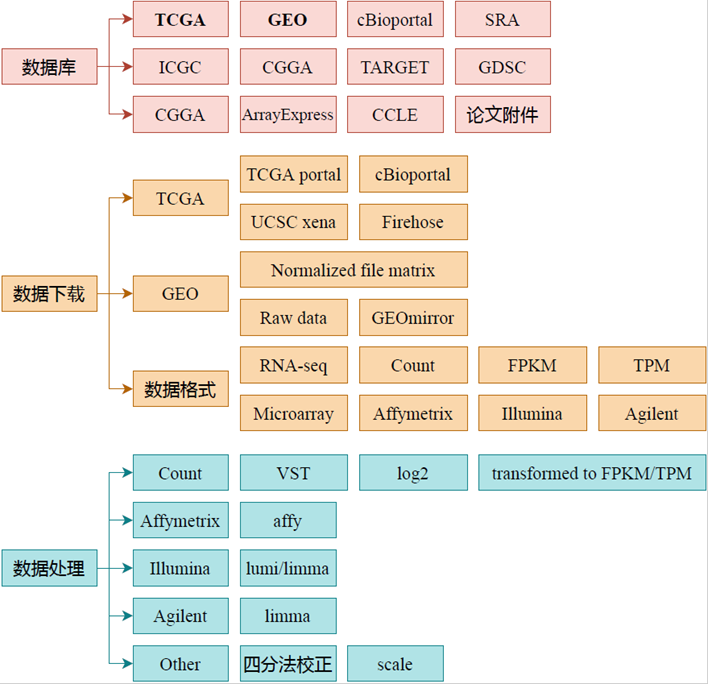 TCGA GEO cBioportal SRA
数据库 ICGC CGGA TARGET GDSC
CGGA ArrayExpress CCLE 论文附件
TCGA portal cBioportal
TCGA
UCSC xena Firehose
Normalized file matrix
数据下载 GEO
Raw data GEOmirror
RNA-seq Count FPKM TPM
数据格式
Microarray Affymetrix Illumina Agilent
Count VST log2 transformed to FPKM/TPM
Affymetrix affy
数据处理 Illumina lumi/limma
Agilent limma
Other 四分法校正 scale